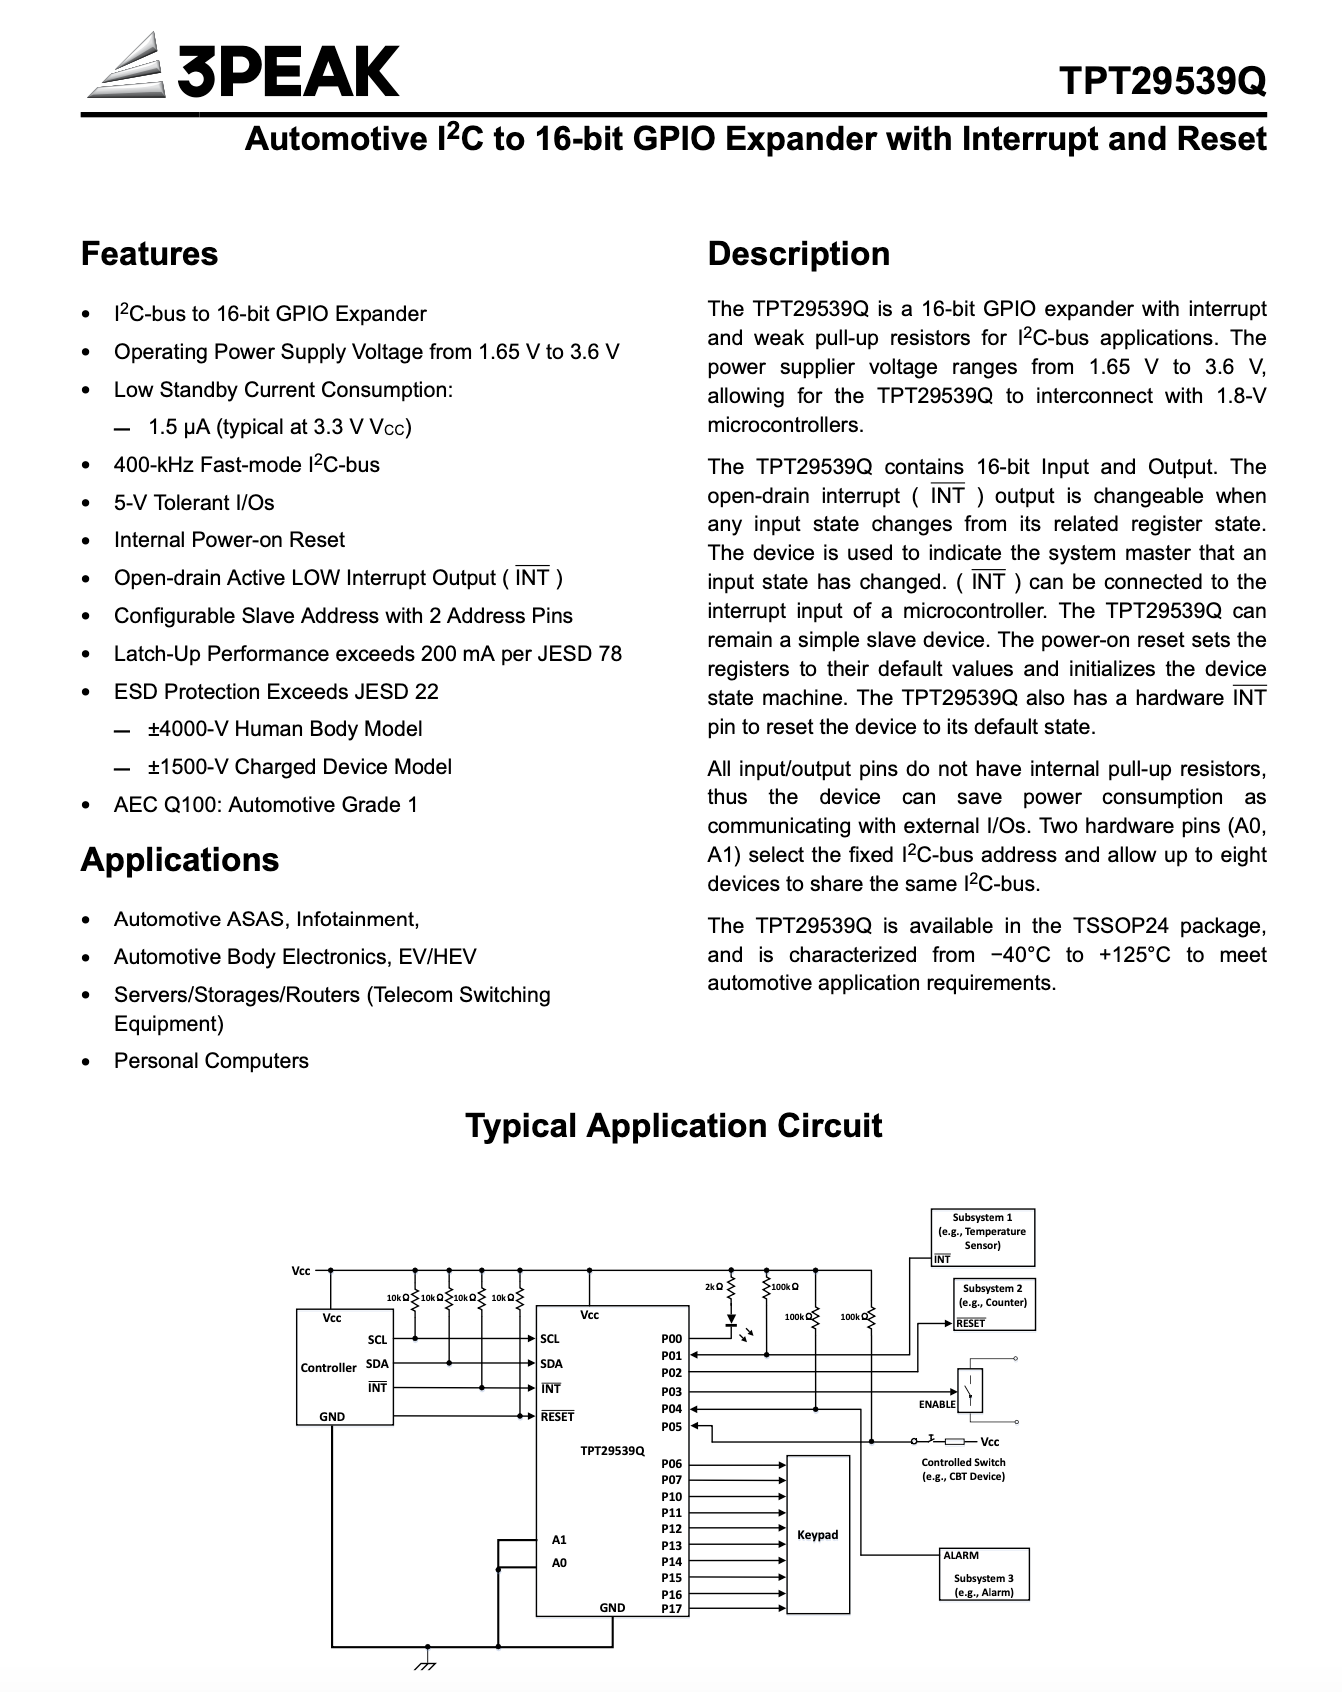 3PEAK
TPT29539Q
Automotive I²C to 16-bit GPIO Expander with Interrupt and Reset
Features
• I²C-bus to 16-bit GPIO Expander
• Operating Power Supply Voltage from 1.65 V to 3.6 V
• Low Standby Current Consumption:
— 1.5 μA (typical at 3.3 V VCC)
• 400-kHz Fast-mode I²C-bus
• 5-V Tolerant I/Os
• Internal Power-on Reset
• Open-drain Active LOW Interrupt Output ( INT )
• Configurable Slave Address with 2 Address Pins
• Latch-Up Performance exceeds 200 mA per JESD 78
• ESD Protection Exceeds JESD 22
— ±4000-V Human Body Model
— ±1500-V Charged Device Model
• AEC Q100: Automotive Grade 1
Applications
• Automotive ASAS, Infotainment,
• Automotive Body Electronics, EV/HEV
• Servers/Storages/Routers (Telecom Switching
Equipment)
• Personal Computers
Description
The TPT29539Q is a 16-bit GPIO expander with interrupt
and weak pull-up resistors for I²C-bus applications. The
power supplier voltage ranges from 1.65 V to 3.6 V,
allowing for the TPT29539Q to interconnect with 1.8-V
microcontrollers.
The TPT29539Q contains 16-bit Input and Output. The
open-drain interrupt ( INT ) output is changeable when
any input state changes from its related register state.
The device is used to indicate the system master that an
input state has changed. ( INT ) can be connected to the
interrupt input of a microcontroller. The TPT29539Q can
remain a simple slave device. The power-on reset sets the
registers to their default values and initializes the device
state machine. The TPT29539Q also has a hardware INT
pin to reset the device to its default state.
All input/output pins do not have internal pull-up resistors,
thus the device can save power consumption as
communicating with external I/Os. Two hardware pins (A0,
A1) select the fixed I²C-bus address and allow up to eight
devices to share the same I²C-bus.
The TPT29539Q is available in the TSSOP24 package,
and is characterized from −40°C to +125°C to meet
automotive application requirements.
Typical Application Circuit
Vcc
10kΩ 10kΩ 10kΩ 10kΩ
Vcc
Controller
SCL
SDA
INT
GND
Vcc
SCL
SDA
INT
RESET
TPT29539Q
A1
A0
GND
P00
P01
P02
P03
P04
P05
P06
P07
P10
P11
P12
P13
P14
P15
P16
P17
2kΩ
100kΩ
100kΩ
100kΩ
Subsystem 1
(e.g., Temperature
Sensor)
INT
Subsystem 2
(e.g., Counter)
RESET
ENABLE
Vcc
Controlled Switch
(e.g., CBT Device)
Keypad
ALARM
Subsystem 3
(e.g., Alarm)